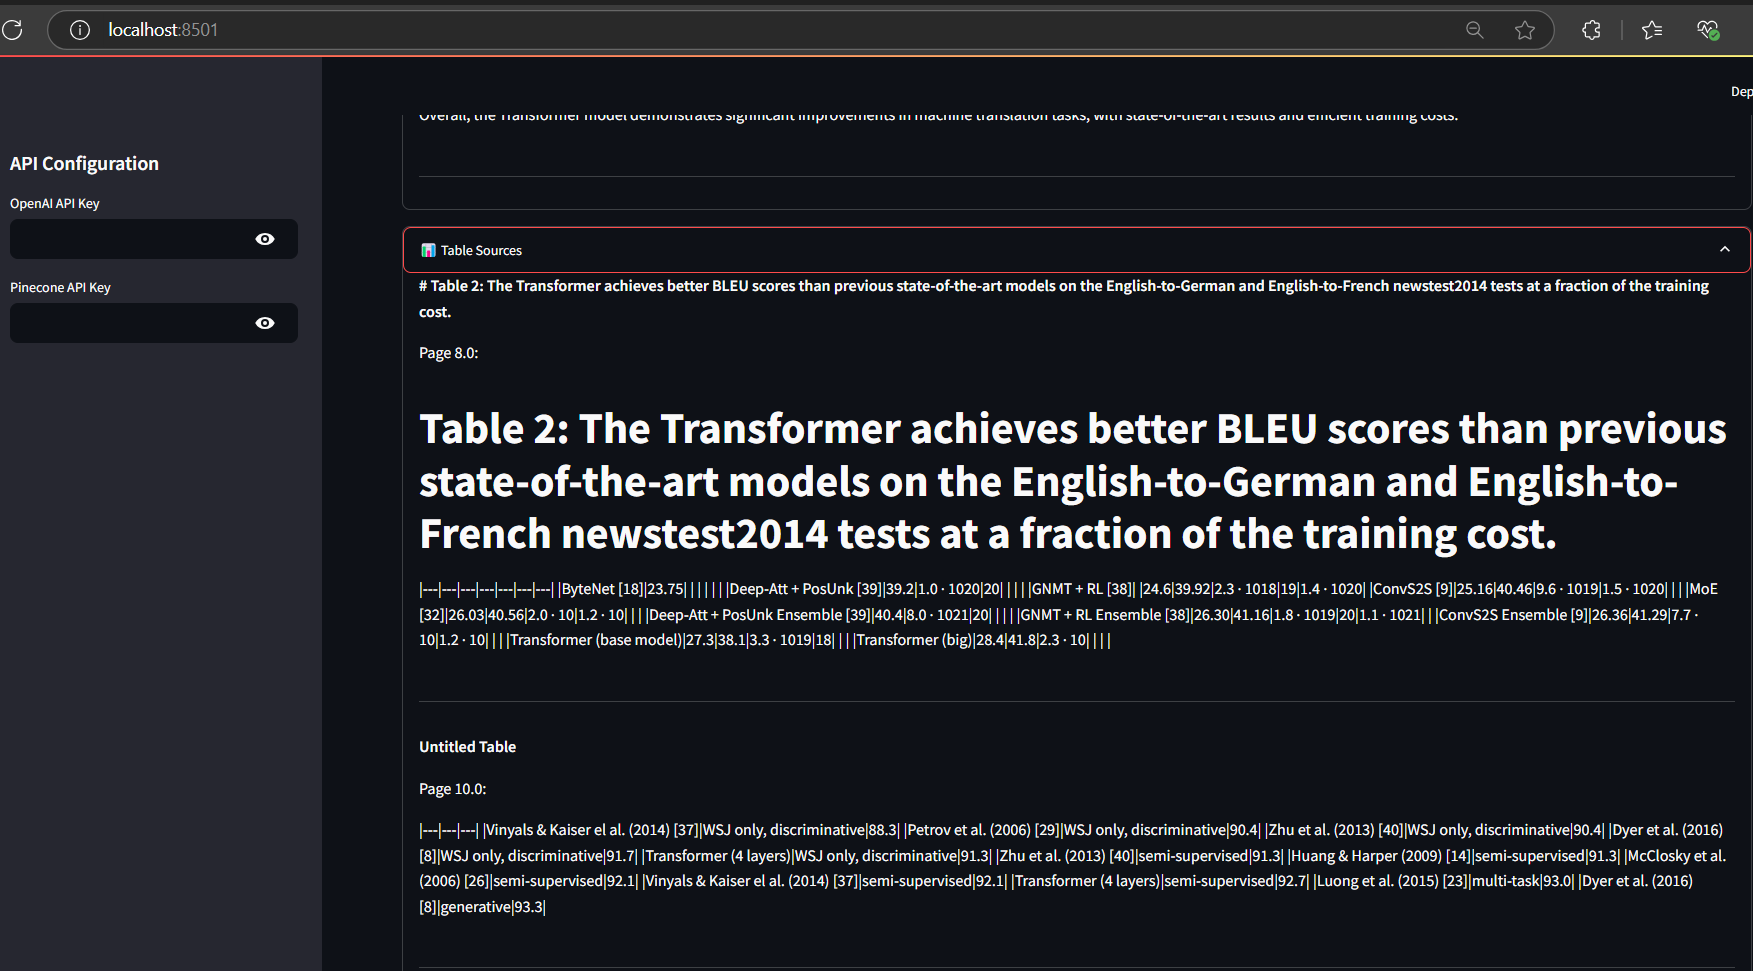 localhost:8501
Dep
Overall, the Transformer model demonstrates significant improvements in machine translation tasks, with state-of-the-art results and efficient training costs.
API Configuration
OpenAI API Key
Pinecone API Key
📊 Table Sources
# Table 2: The Transformer achieves better BLEU scores than previous state-of-the-art models on the English-to-German and English-to-French newstest2014 tests at a fraction of the training
cost.
Page 8.0:
Table 2: The Transformer achieves better BLEU scores than previous
state-of-the-art models on the English-to-German and English-to-
French newstest2014 tests at a fraction of the training cost.
|---|---|---|---|---|---|---| |ByteNet [18]|23.75| | | | | | |Deep-Att + PosUnk [39]|39.2|1.0 · 1020|20| | | | |GNMT + RL [38]| |24.6|39.92|2.3 · 1018|19|1.4 · 1020| |ConvS2S [9]|25.16|40.46|9.6 · 1019|1.5 · 1020| | | |MoE
[32]|26.03|40.56|2.0 · 10|1.2 · 10| | | |Deep-Att + PosUnk Ensemble [39]|40.4|8.0 · 1021|20| | | | |GNMT + RL Ensemble [38]|26.30|41.16|1.8 · 1019|20|1.1 · 1021| | |ConvS2S Ensemble [9]|26.36|41.29|7.7 ·
10|1.2 · 10| | | |Transformer (base model)|27.3|38.1|3.3 · 1019|18| | | |Transformer (big)|28.4|41.8|2.3 · 10| | | |
Untitled Table
Page 10.0:
|---|---|---| |Vinyals & Kaiser el al. (2014) [37]|WSJ only, discriminative|88.3| |Petrov et al. (2006) [29]|WSJ only, discriminative|90.4| |Zhu et al. (2013) [40]|WSJ only, discriminative|90.4| |Dyer et al. (2016)
[8]|WSJ only, discriminative|91.7| |Transformer (4 layers)|WSJ only, discriminative|91.3| |Zhu et al. (2013) [40]|semi-supervised|91.3| |Huang & Harper (2009) [14]|semi-supervised|91.3| |McClosky et al.
(2006) [26]|semi-supervised|92.1| |Vinyals & Kaiser el al. (2014) [37]|semi-supervised|92.1| |Transformer (4 layers)|semi-supervised|92.7| |Luong et al. (2015) [23]|multi-task|93.0| |Dyer et al. (2016)
[8]|generative|93.3|